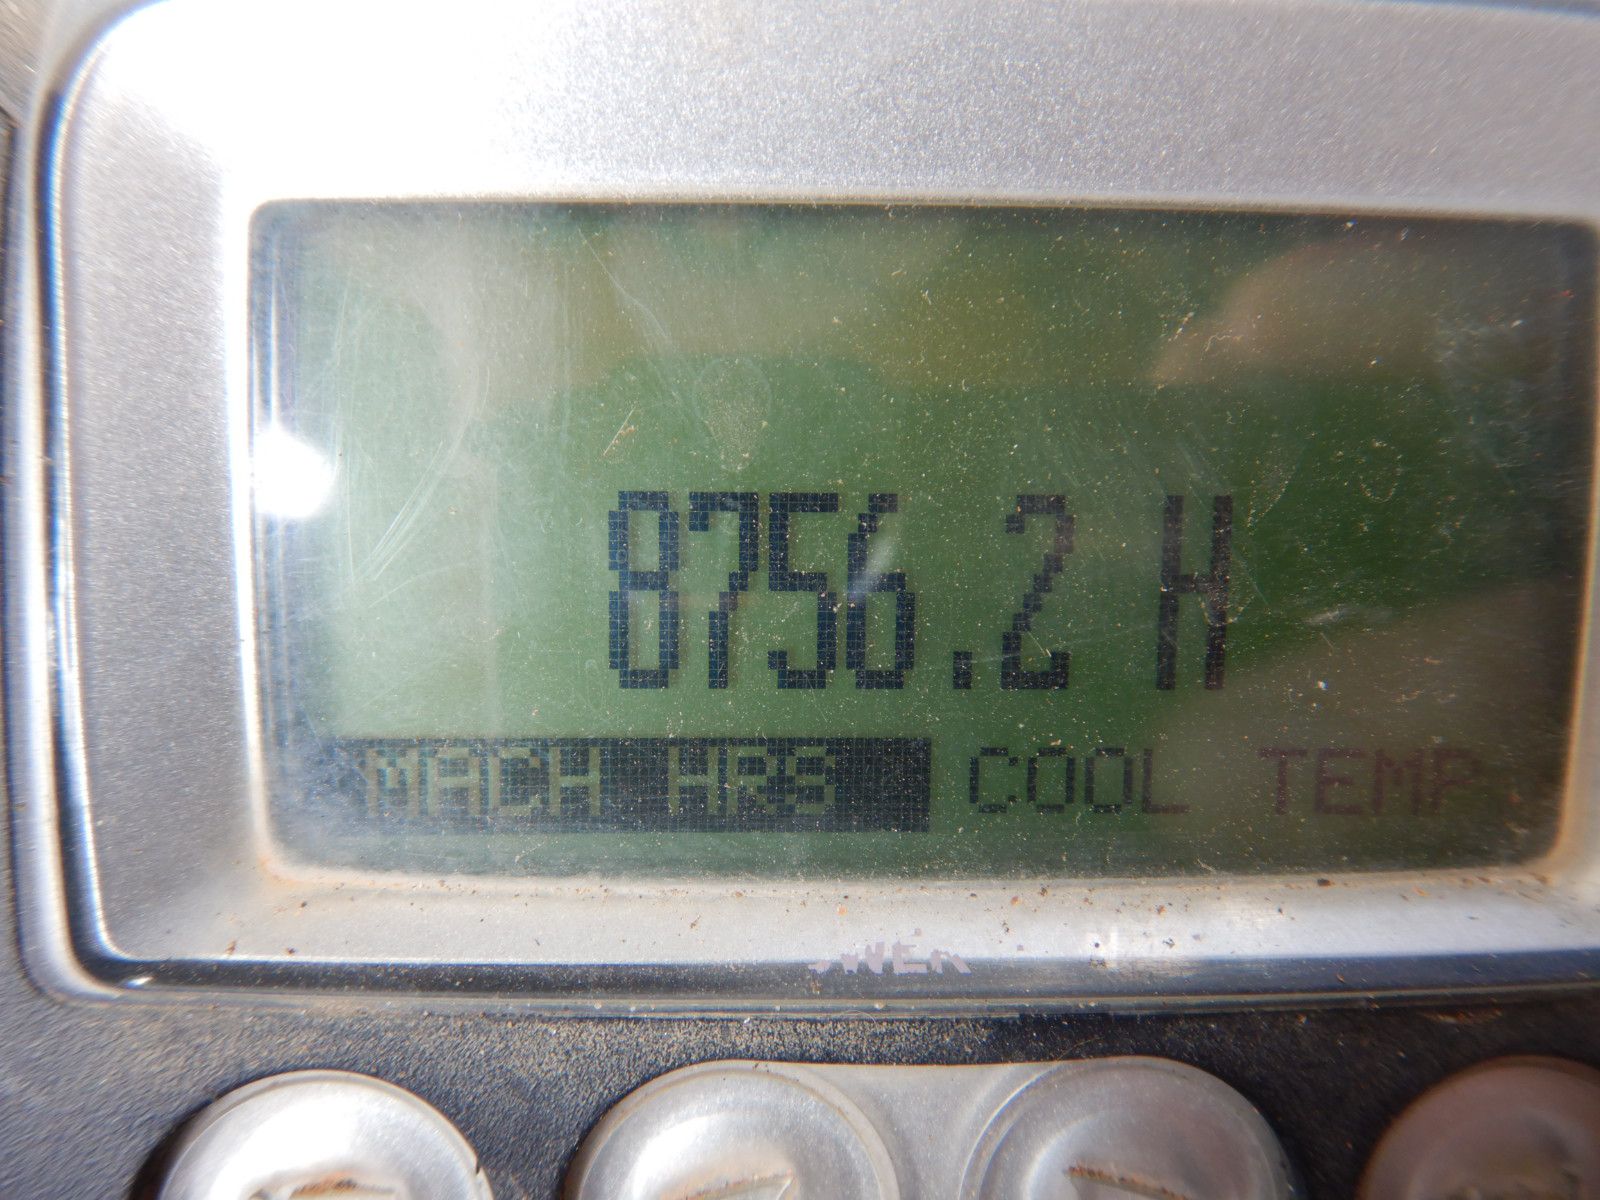 8756.2 H
MACH HRS COOL TEMP